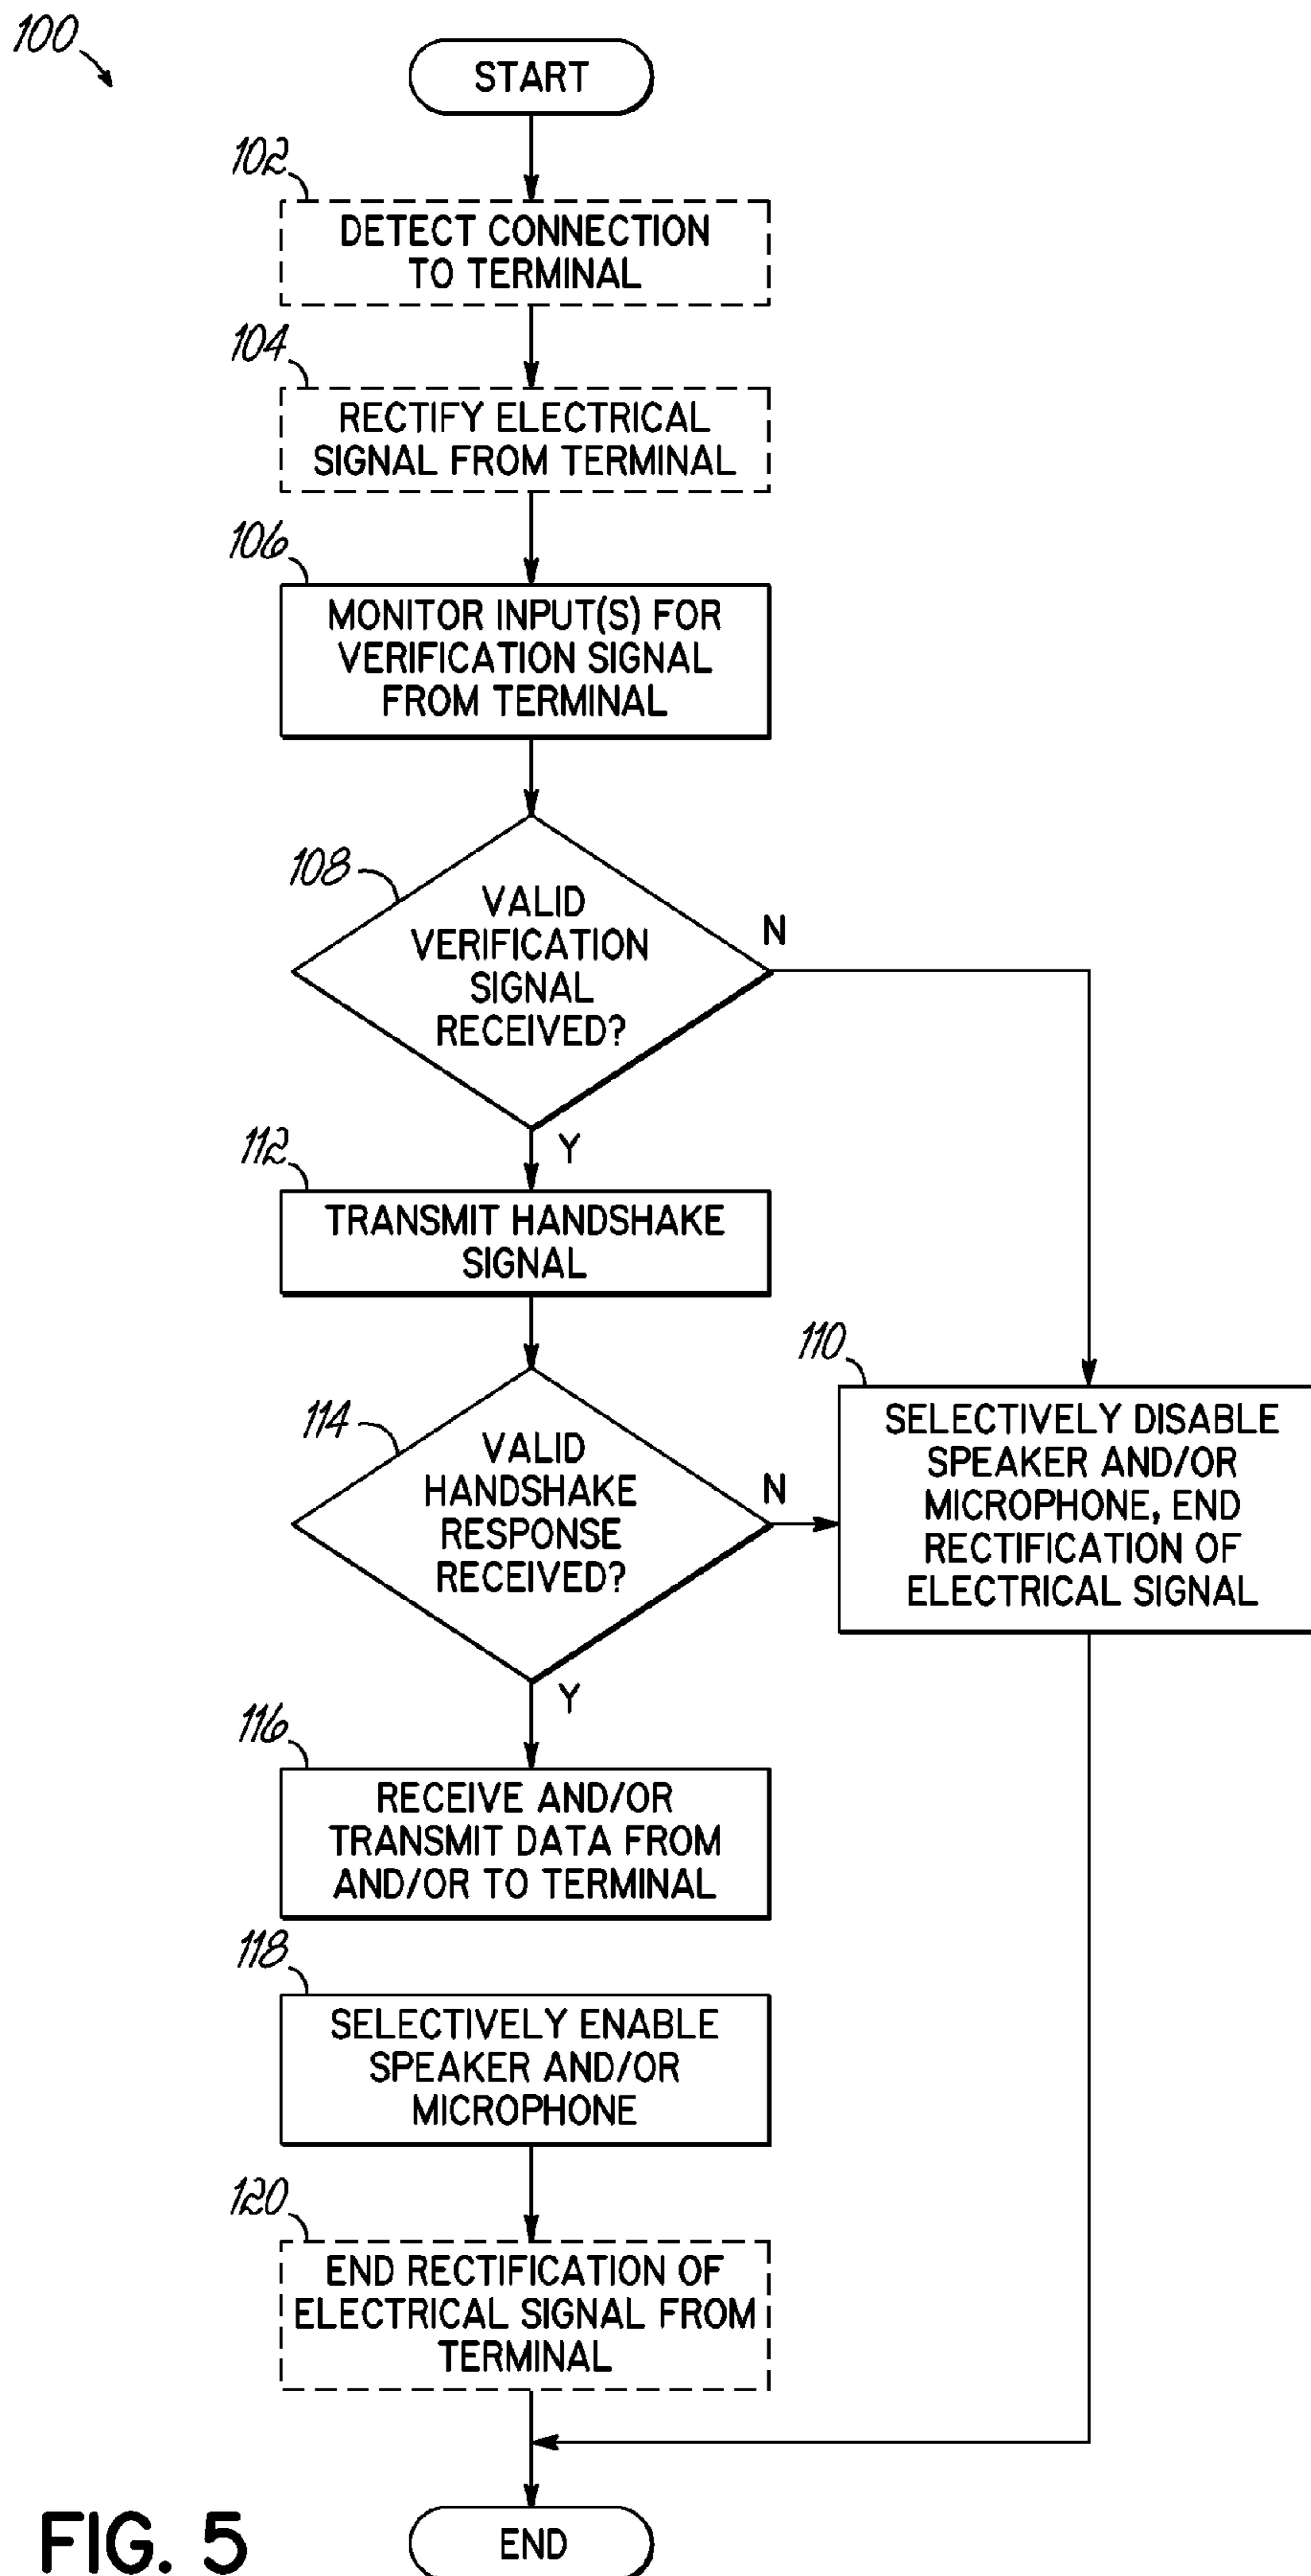 100
START
102
DETECT CONNECTION
TO TERMINAL
104
RECTIFY ELECTRICAL
SIGNAL FROM TERMINAL
106
MONITOR INPUT(S) FOR
VERIFICATION SIGNAL
FROM TERMINAL
108
VALID
VERIFICATION
SIGNAL
RECEIVED?
N
Y
112
TRANSMIT HANDSHAKE
SIGNAL
114
VALID
HANDSHAKE
RESPONSE
RECEIVED?
N
Y
110
SELECTIVELY DISABLE
SPEAKER AND/OR
MICROPHONE, END
RECTIFICATION OF
ELECTRICAL SIGNAL
116
RECEIVE AND/OR
TRANSMIT DATA FROM
AND/OR TO TERMINAL
118
SELECTIVELY ENABLE
SPEAKER AND/OR
MICROPHONE
120
END RECTIFICATION OF
ELECTRICAL SIGNAL FROM
TERMINAL
END
FIG. 5